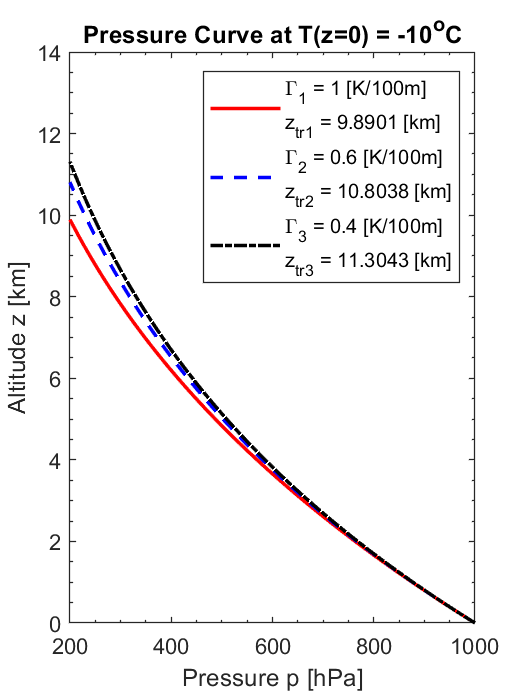 Pressure Curve at T(z=0) = -10°C
14
12
10
8
6
4
2
0
Altitude z [km]
Γ1 = 1 [K/100m]
ztr1 = 9.8901 [km]
Γ2 = 0.6 [K/100m]
ztr2 = 10.8038 [km]
Γ3 = 0.4 [K/100m]
ztr3 = 11.3043 [km]
200 400 600 800 1000
Pressure p [hPa]